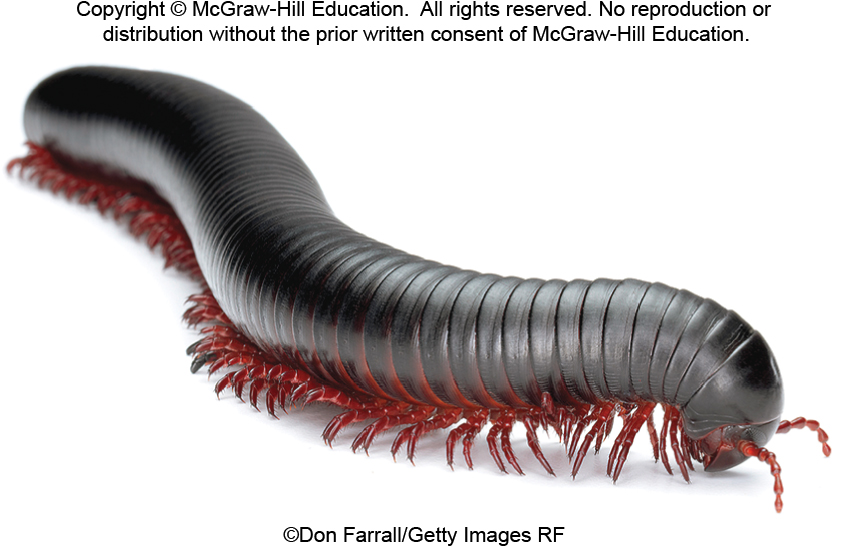 Copyright © McGraw-Hill Education.  All rights reserved. No reproduction or
distribution without the prior written consent of McGraw-Hill Education.
©Don Farrall/Getty Images RF